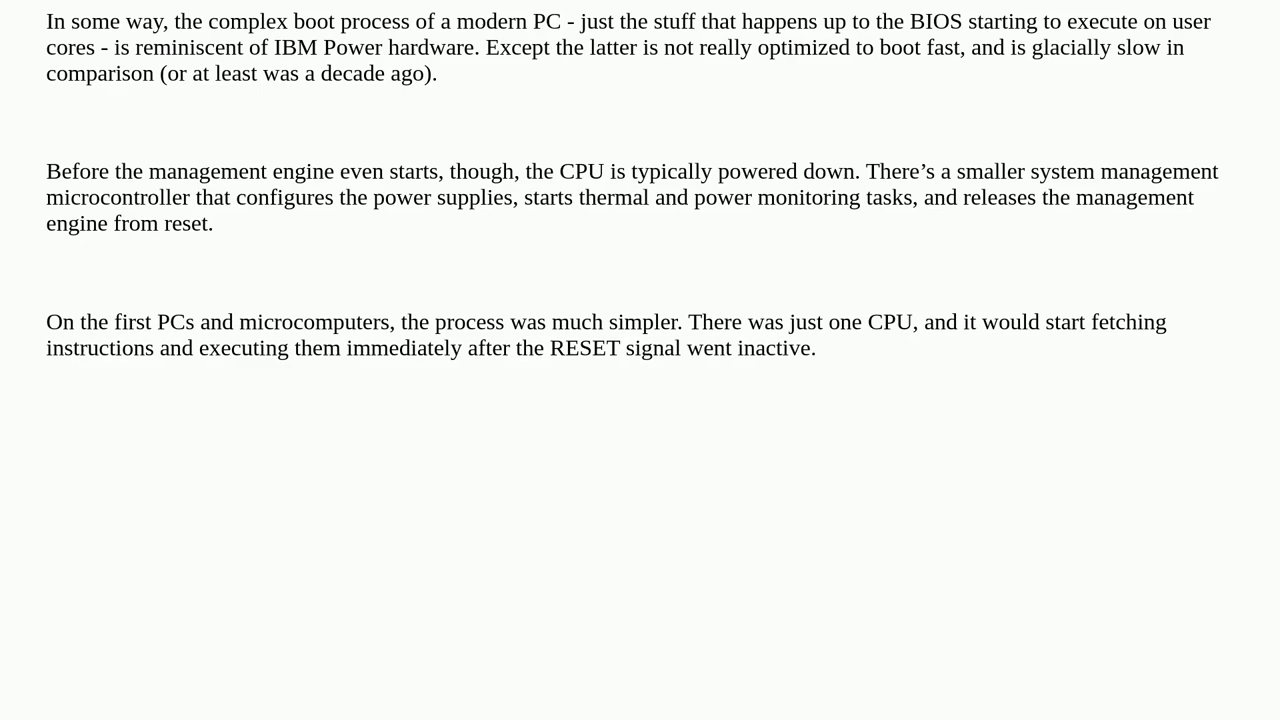 In some way, the complex boot process of a modern PC - just the stuff that happens up to the BIOS starting to execute on user
cores - is reminiscent of IBM Power hardware. Except the latter is not really optimized to boot fast, and is glacially slow in
comparison (or at least was a decade ago).
Before the management engine even starts, though, the CPU is typically powered down. There’s a smaller system management
microcontroller that configures the power supplies, starts thermal and power monitoring tasks, and releases the management
engine from reset.
On the first PCs and microcomputers, the process was much simpler. There was just one CPU, and it would start fetching
instructions and executing them immediately after the RESET signal went inactive.